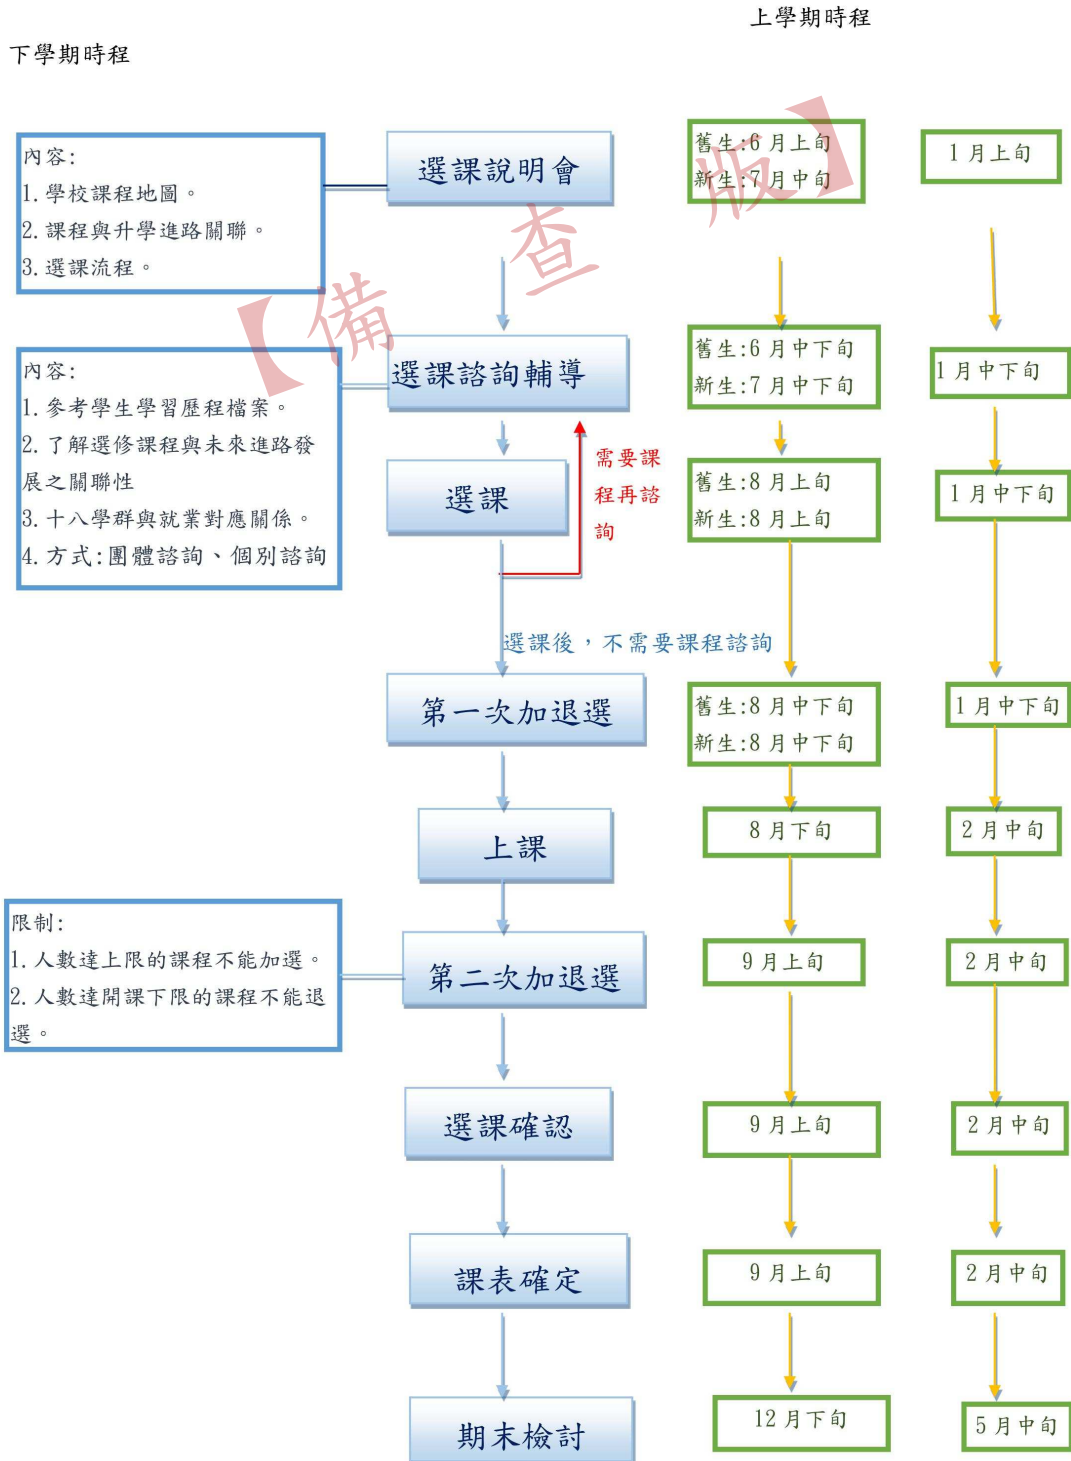 上學期時程
下學期時程
內容:
1.學校課程地圖。
2.課程與升學進路關聯。
3.選課流程。
選課說明會
舊生:6 月上旬
新生:7 月中旬
1 月上旬
【備查版】
內容:
1.參考學生學習歷程檔案。
2.了解選修課程與未來進路發
展之關聯性
3.十八學群與就業對應關係。
4.方式:團體諮詢、個別諮詢
選課諮詢輔導
舊生:6 月中下旬
新生:7 月中下旬
1 月中下旬
選課
需要課
程再諮
詢
舊生:8 月上旬
新生:8 月上旬
1 月中下旬
選課後，不需要課程諮詢
第一次加退選
舊生:8 月中下旬
新生:8 月中下旬
1 月中下旬
上課
8 月下旬
2 月中旬
限制:
1.人數達上限的課程不能加選。
2.人數達開課下限的課程不能退
選。
第二次加退選
9 月上旬
2 月中旬
選課確認
9 月上旬
2 月中旬
課表確定
9 月上旬
2 月中旬
期末檢討
12 月下旬
5 月中旬